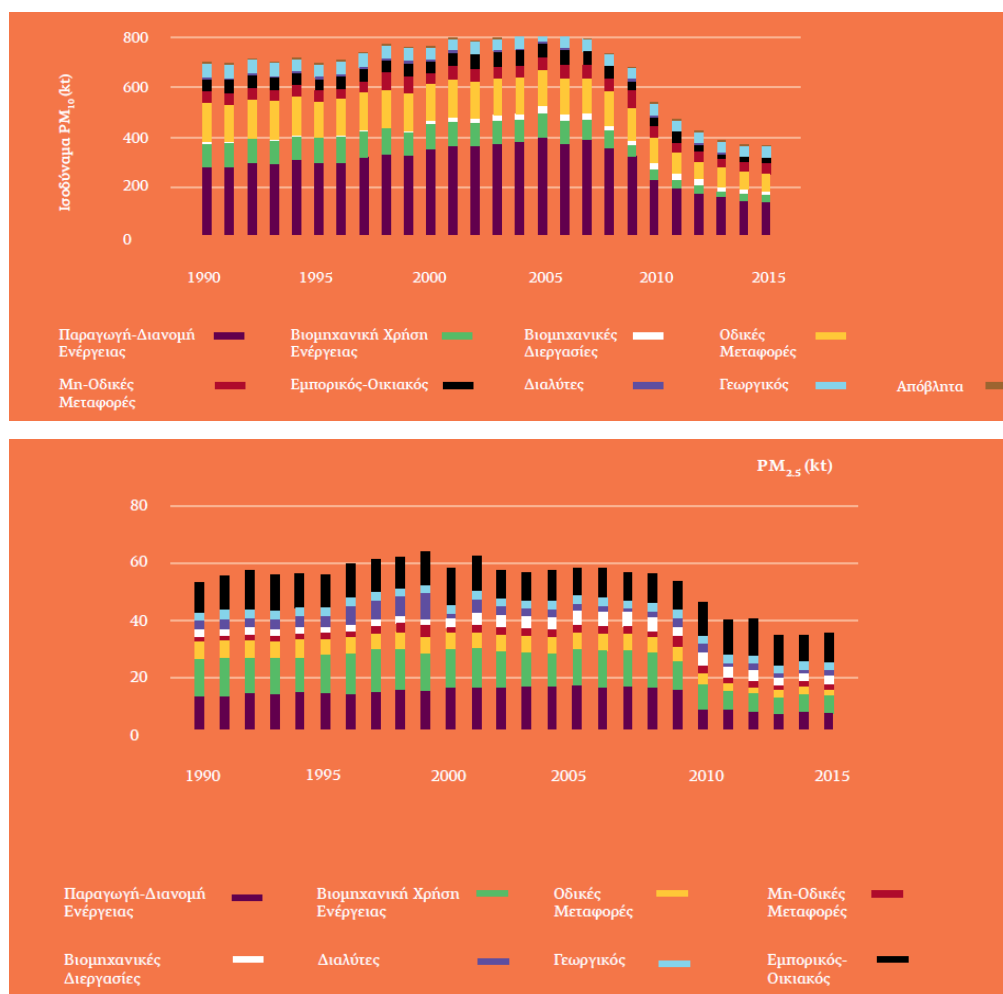 Ισοδύναμα PM10 (kt)
800
600
400
200
0
1990
1995
2000
2005
2010
2015
Παραγωγή-Διανομή
Ενέργειας
Βιομηχανική Χρήση
Ενέργειας
Βιομηχανικές
Διεργασίες
Οδικές
Μεταφορές
Μη-Οδικές
Μεταφορές
Εμπορικός-Οικιακός
Διαλύτες
Γεωργικός
Απόβλητα
PM2.5 (kt)
80
60
40
20
0
1990
1995
2000
2005
2010
2015
Παραγωγή-Διανομή
Ενέργειας
Βιομηχανική Χρήση
Ενέργειας
Οδικές
Μεταφορές
Μη-Οδικές
Μεταφορές
Βιομηχανικές
Διεργασίες
Διαλύτες
Γεωργικός
Εμπορικός-
Οικιακός